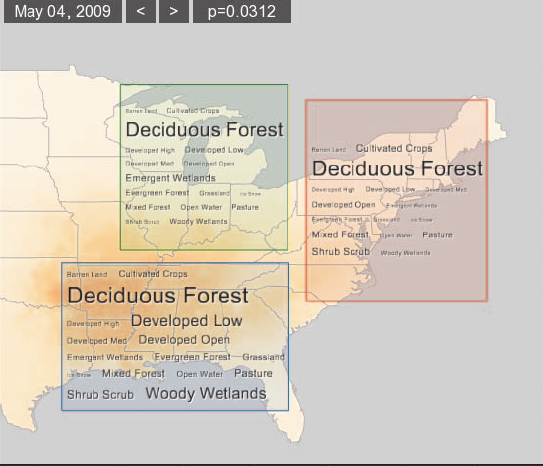 May 04, 2009 < > p=0.0312
Barren Land Cultivated Crops
Deciduous Forest
Developed High Developed Low
Developed Med Developed Open
Emergent Wetlands
Evergreen Forest Grassland Ice Snow
Mixed Forest Open Water Pasture
Shrub Scrub Woody Wetlands
Barren Land Cultivated Crops
Deciduous Forest
Developed High Developed Low Developed Med
Developed Open Emergent Wetlands
Evergreen Forest Grassland Ice Snow
Mixed Forest Open Water Pasture
Shrub Scrub Woody Wetlands
Barren Land Cultivated Crops
Deciduous Forest
Developed High Developed Low
Developed Med Developed Open
Emergent Wetlands Evergreen Forest Grassland
Ice Snow Mixed Forest Open Water Pasture
Shrub Scrub Woody Wetlands